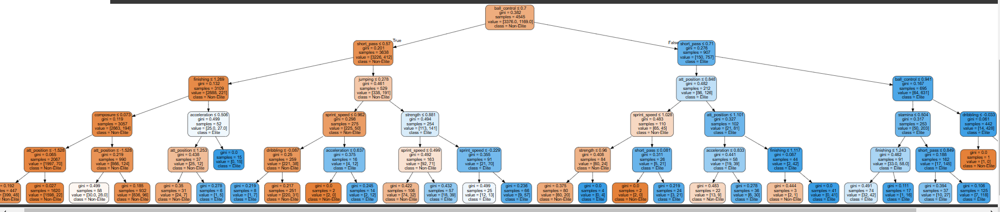 ball_control ≤ 0.7
gini = 0.382
samples = 4545
value = [3376.0, 1169.0]
class = Non-Elite
True
False
short_pass ≤ 0.57
gini = 0.201
samples = 3638
value = [3226, 412]
class = Non-Elite
short_pass ≤ 0.71
gini = 0.276
samples = 907
value = [150, 757]
class = Elite
finishing ≤ 1.269
gini = 0.132
samples = 3109
value = [2888, 221]
class = Non-Elite
jumping ≤ 0.278
gini = 0.461
samples = 529
value = [338, 191]
class = Non-Elite
att_position ≤ 0.848
gini = 0.482
samples = 212
value = [86, 126]
class = Elite
ball_control ≤ 0.941
gini = 0.167
samples = 695
value = [64, 631]
class = Elite
composure ≤ 0.073
gini = 0.119
samples = 3057
value = [2863, 194]
class = Non-Elite
acceleration ≤ 0.506
gini = 0.499
samples = 52
value = [25.0, 27.0]
class = Elite
sprint_speed ≤ 0.962
gini = 0.298
samples = 275
value = [225, 50]
class = Non-Elite
strength ≤ 0.881
gini = 0.494
samples = 254
value = [113, 141]
class = Elite
sprint_speed ≤ 1.028
gini = 0.483
samples = 110
value = [65, 45]
class = Non-Elite
att_position ≤ 1.101
gini = 0.327
samples = 102
value = [21, 81]
class = Elite
stamina ≤ 0.504
gini = 0.317
samples = 253
value = [50, 203]
class = Elite
dribbling ≤ -0.033
gini = 0.061
samples = 442
value = [14, 428]
class = Elite
att_position ≤ -1.528
gini = 0.065
samples = 2067
value = [1997, 70]
class = Non-Elite
att_position ≤ -1.528
gini = 0.219
samples = 990
value = [866, 124]
class = Non-Elite
att_position ≤ 1.253
gini = 0.438
samples = 37
value = [25, 12]
class = Non-Elite
gini = 0.0
samples = 15
value = [0, 15]
class = Elite
dribbling ≤ -0.087
gini = 0.25
samples = 259
value = [221, 38]
class = Non-Elite
acceleration ≤ 0.637
gini = 0.375
samples = 16
value = [4, 12]
class = Elite
sprint_speed ≤ 0.499
gini = 0.492
samples = 163
value = [92, 71]
class = Non-Elite
sprint_speed ≤ -0.229
gini = 0.355
samples = 91
value = [21, 70]
class = Elite
strength ≤ 0.96
gini = 0.408
samples = 84
value = [60, 24]
class = Non-Elite
short_pass ≤ 0.081
gini = 0.311
samples = 26
value = [5, 21]
class = Elite
acceleration ≤ 0.833
gini = 0.441
samples = 58
value = [19, 39]
class = Elite
finishing ≤ 1.117
gini = 0.087
samples = 44
value = [2, 42]
class = Elite
finishing ≤ 1.243
gini = 0.462
samples = 91
value = [33.0, 58.0]
class = Elite
short_pass ≤ 0.849
gini = 0.188
samples = 162
value = [17, 145]
class = Elite
gini = 0.0
samples = 1
value = [1, 0]
class = Non-Elite
= 0.192
les = 447
[399, 48]
Non-Elite
gini = 0.027
samples = 1620
value = [1598, 22]
class = Non-Elite
gini = 0.499
samples = 58
value = [30.0, 28.0]
class = Non-Elite
gini = 0.185
samples = 932
value = [836, 96]
class = Non-Elite
gini = 0.35
samples = 31
value = [24, 7]
class = Non-Elite
gini = 0.278
samples = 6
value = [1, 5]
class = Elite
gini = 0.219
samples = 8
value = [1, 7]
class = Elite
gini = 0.217
samples = 251
value = [220, 31]
class = Non-Elite
gini = 0.0
samples = 2
value = [2, 0]
class = Non-Elite
gini = 0.245
samples = 14
value = [2, 12]
class = Elite
gini = 0.422
samples = 106
value = [74, 32]
class = Non-Elite
gini = 0.432
samples = 57
value = [18, 39]
class = Elite
gini = 0.499
samples = 25
value = [12, 13]
class = Elite
gini = 0.236
samples = 66
value = [9, 57]
class = Elite
gini = 0.375
samples = 80
value = [60, 20]
class = Non-Elite
gini = 0.0
samples = 4
value = [0, 4]
class = Elite
gini = 0.0
samples = 2
value = [2, 0]
class = Non-Elite
gini = 0.219
samples = 24
value = [3, 21]
class = Elite
gini = 0.483
samples = 22
value = [13, 9]
class = Non-Elite
gini = 0.278
samples = 36
value = [6, 30]
class = Elite
gini = 0.444
samples = 3
value = [2, 1]
class = Non-Elite
gini = 0.0
samples = 41
value = [0, 41]
class = Elite
gini = 0.491
samples = 74
value = [32, 42]
class = Elite
gini = 0.111
samples = 17
value = [1, 16]
class = Elite
gini = 0.394
samples = 37
value = [10, 27]
class = Elite
gini = 0.106
samples = 125
value = [7, 118]
class = Elite